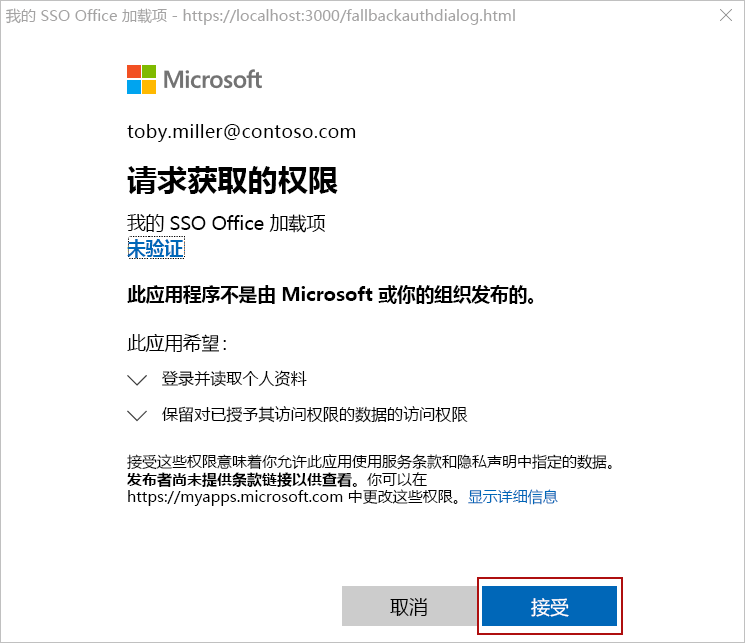 我的 SSO Office 加载项 - https://localhost:3000/fallbackauthdialog.html
Microsoft
toby.miller@contoso.com
请求获取的权限
我的 SSO Office 加载项
未验证
此应用程序不是由 Microsoft 或你的组织发布的。
此应用希望：
登录并读取个人资料
保留对已授予其访问权限的数据的访问权限
接受这些权限意味着你允许此应用使用服务条款和隐私声明中指定的数据。
发布者尚未提供条款链接以供查看。你可以在
https://myapps.microsoft.com 中更改这些权限。显示详细信息
取消
接受